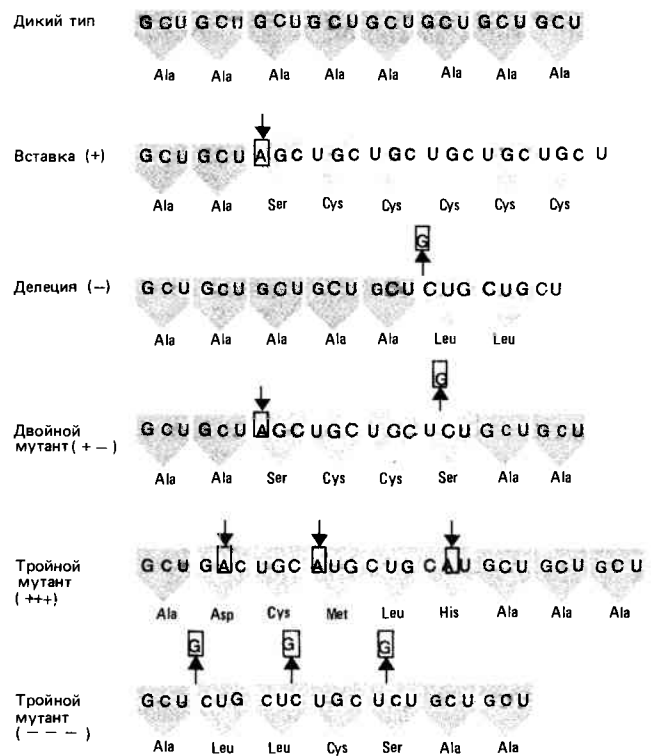 Дикий тип GCU GCU GCU GCU GCU GCU GCU GCU
Ala Ala Ala Ala Ala Ala Ala Ala
Вставка (+) GCU GCU A GC UGC UGC UGC UGC UGC U
Ala Ala Ser Cys Cys Cys Cys Cys
G
Делеция (−) GCU GCU GCU GCU GCU CUG CUG CU
Ala Ala Ala Ala Ala Leu Leu
G
Двойной
мутант (+ −) GCU GCU AGC UGC UGC UCU GCU GCU
Ala Ala Ser Cys Cys Ser Ala Ala
Тройной GCU GAC UGC AUG CUG CAU GCU GCU GCU
мутант
(+++) Ala Asp Cys Met Leu His Ala Ala Ala
G G G
Тройной GCU CUG CUC UGC UCU GCU GCU
мутант
(− − −) Ala Leu Leu Cys Ser Ala Ala